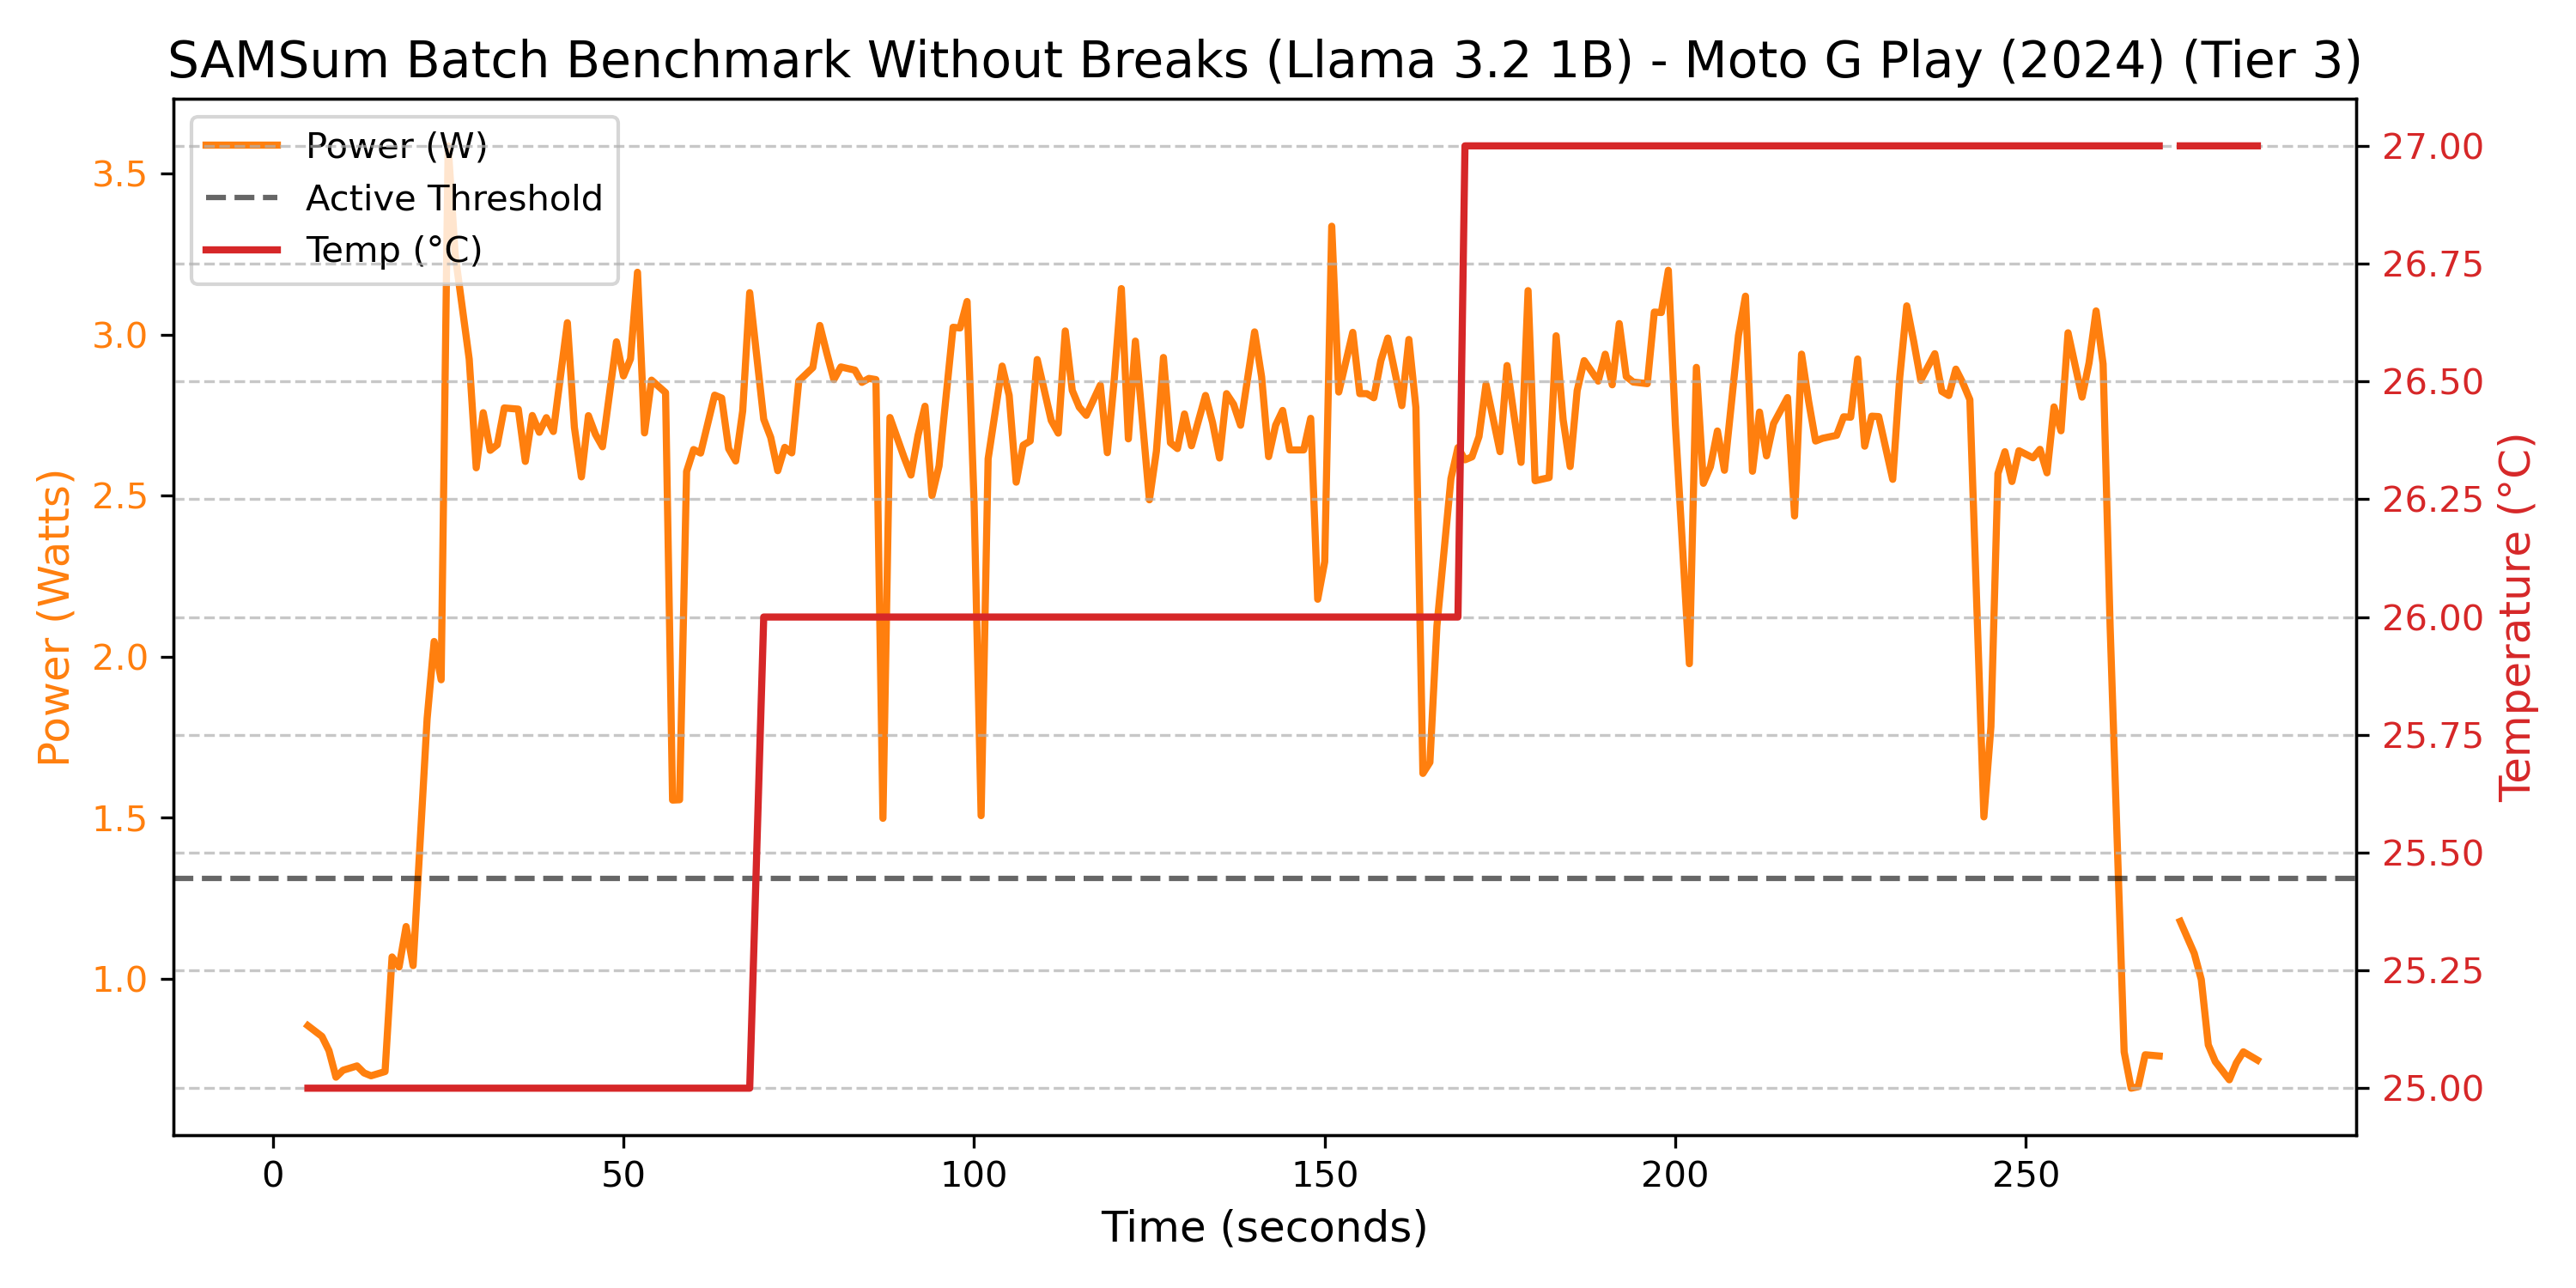 SAMSum Batch Benchmark Without Breaks (Llama 3.2 1B) - Moto G Play (2024) (Tier 3)
Power (W)
Active Threshold
Temp (°C)
Power (Watts)
3.5
3.0
2.5
2.0
1.5
1.0
27.00
26.75
26.50
26.25
26.00
25.75
25.50
25.25
25.00
Temperature (°C)
0 50 100 150 200 250
Time (seconds)